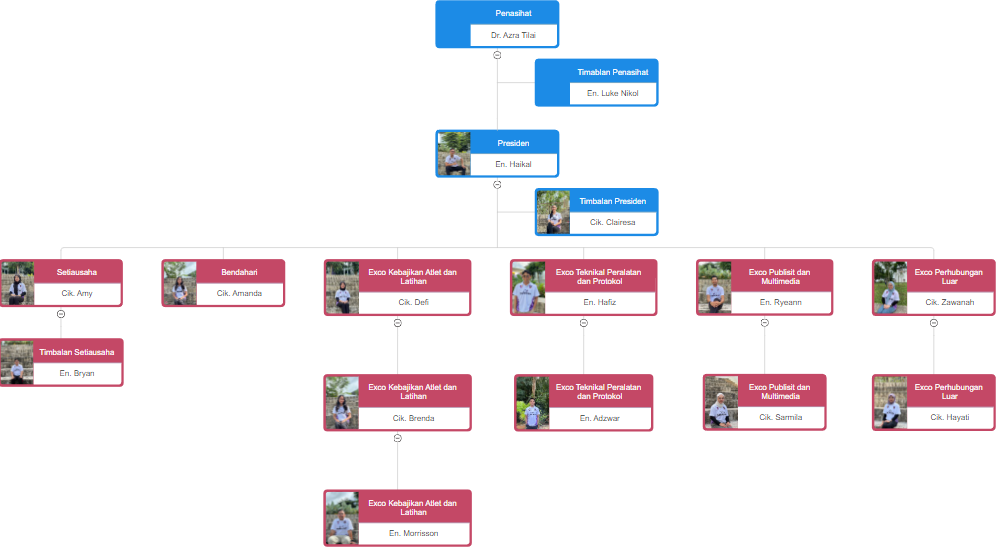 Penasihat
Dr. Azra Tilai
Timablan Penasihat
En. Luke Nikol
Presiden
En. Haikal
Timbalan Presiden
Cik. Clairesa
Setiausaha
Cik. Amy
Bendahari
Cik. Amanda
Exco Kebajikan Atlet dan
Latihan
Cik. Defi
Exco Teknikal Peralatan
dan Protokol
En. Hafiz
Exco Publisit dan
Multimedia
En. Ryeann
Exco Perhubungan
Luar
Cik. Zawanah
Timbalan Setiausaha
En. Bryan
Exco Kebajikan Atlet dan
Latihan
Cik. Brenda
Exco Teknikal Peralatan
dan Protokol
En. Adzwar
Exco Publisit dan
Multimedia
Cik. Sarmila
Exco Perhubungan
Luar
Cik. Hayati
Exco Kebajikan Atlet dan
Latihan
En. Morrisson